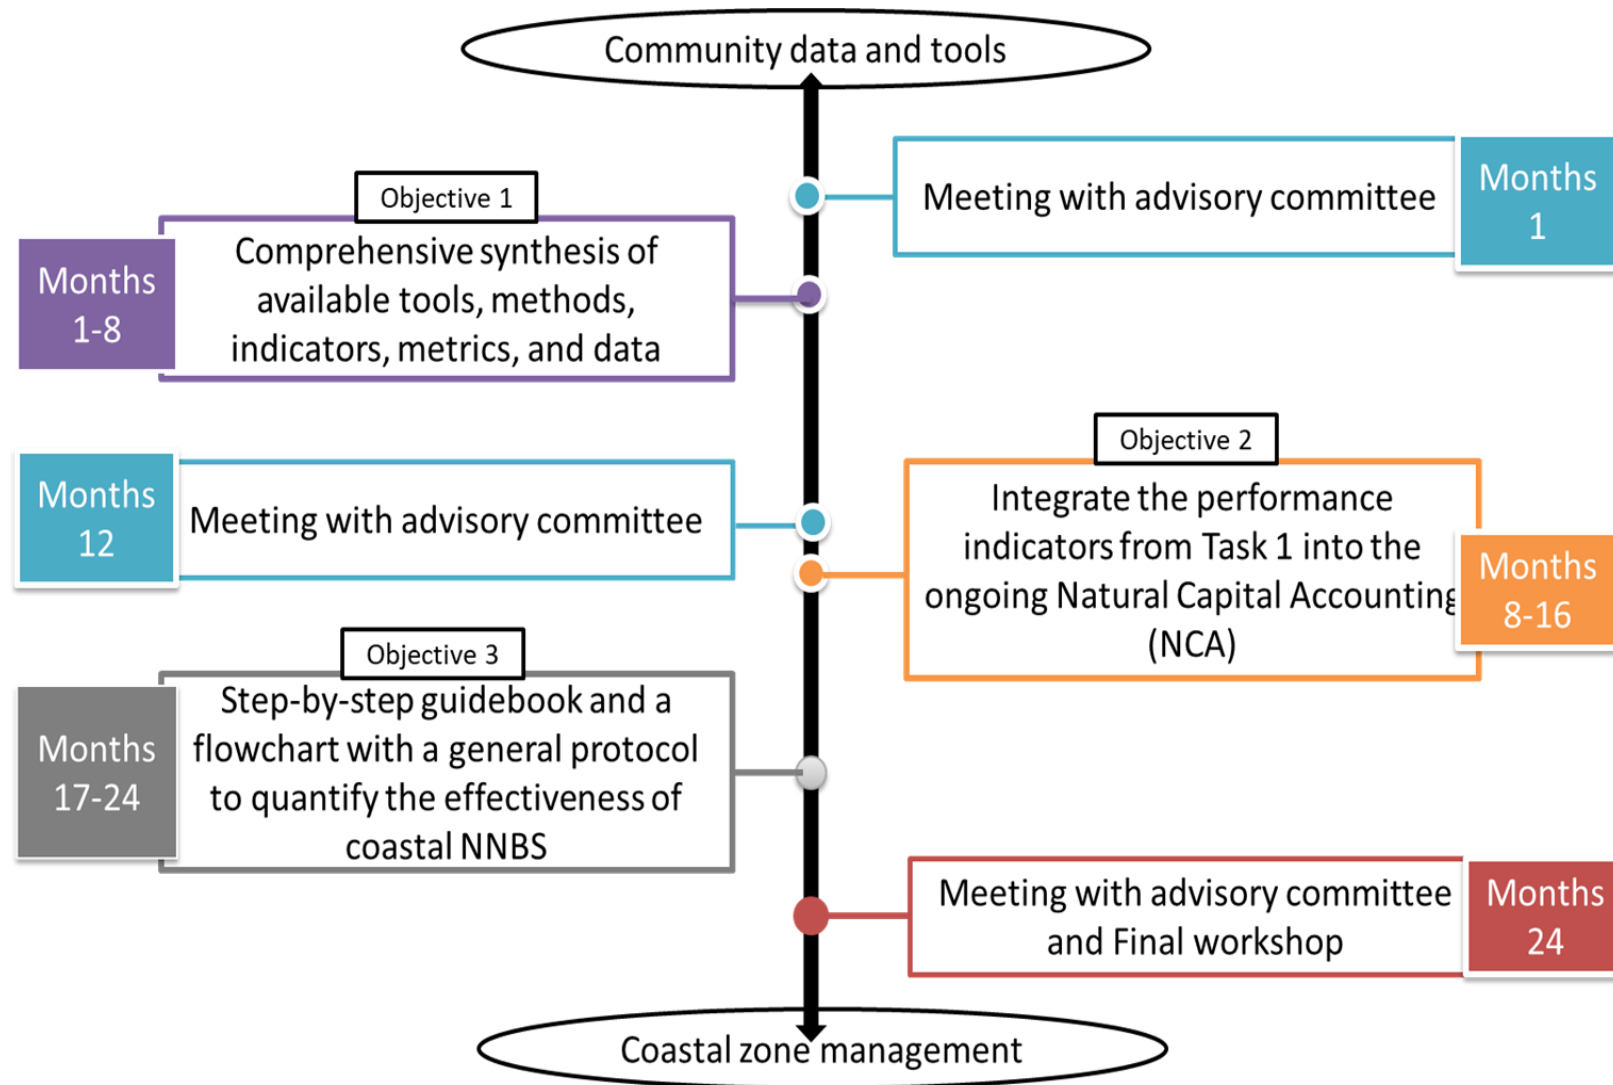 Community data and tools
Meeting with advisory committee
Months
1
Objective 1
Months
1-8
Comprehensive synthesis of
available tools, methods,
indicators, metrics, and data
Months
12
Meeting with advisory committee
Objective 2
Integrate the performance
indicators from Task 1 into the
ongoing Natural Capital Accounting
(NCA)
Months
8-16
Objective 3
Months
17-24
Step-by-step guidebook and a
flowchart with a general protocol
to quantify the effectiveness of
coastal NNBS
Meeting with advisory committee
and Final workshop
Months
24
Coastal zone management